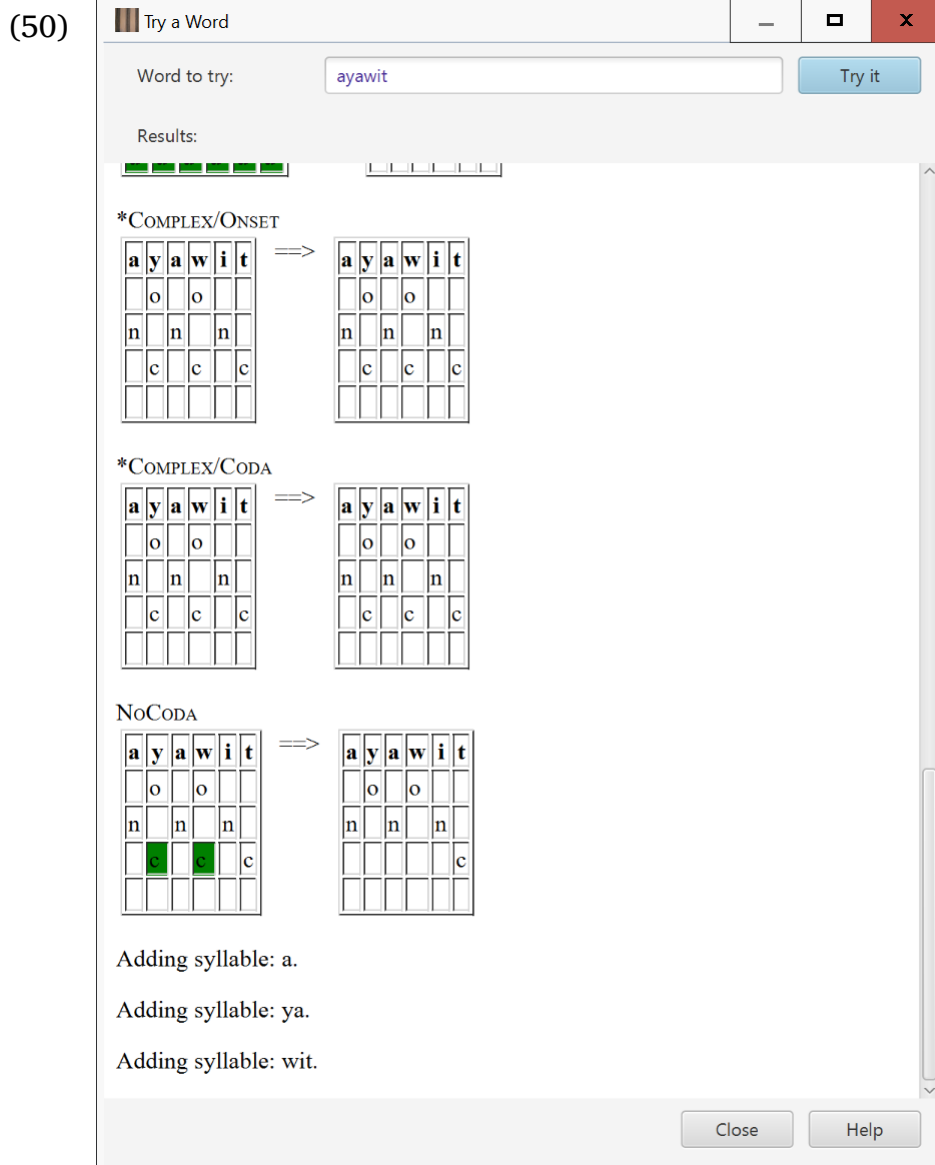 (50)
Try a Word
Word to try: ayawit Try it
Results:
*COMPLEX/ONSET
a y a w i t ==> a y a w i t
o o o o
n n n n n n
c c c c c c
*COMPLEX/CODA
a y a w i t ==> a y a w i t
o o o o
n n n n n n
c c c c c c
NOCODA
a y a w i t ==> a y a w i t
o o o o
n n n n n n
c c c c
Adding syllable: a.
Adding syllable: ya.
Adding syllable: wit.
Close Help